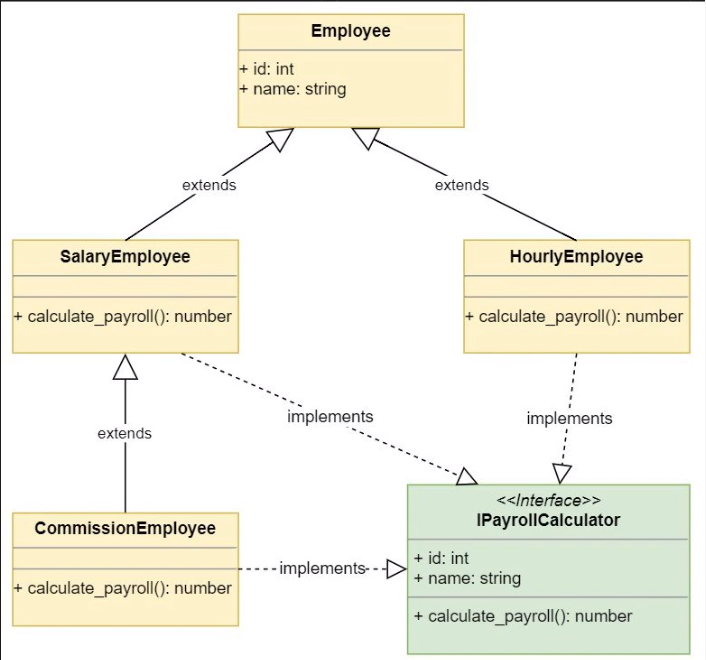 Employee
+ id: int
+ name: string
extends
extends
SalaryEmployee
+ calculate_payroll(): number
HourlyEmployee
+ calculate_payroll(): number
implements
implements
extends
CommissionEmployee
+ calculate_payroll(): number
implements
<<Interface>>
IPayrollCalculator
+ id: int
+ name: string
+ calculate_payroll(): number